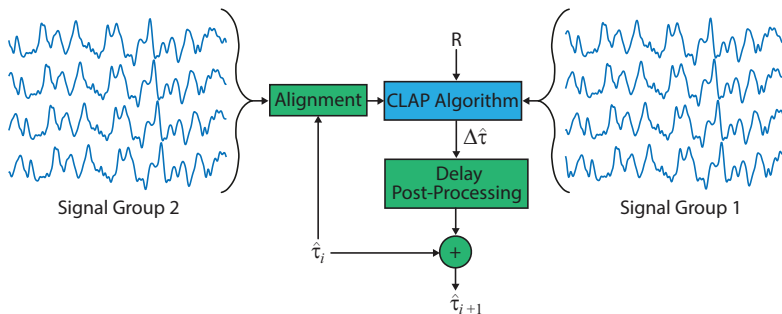 R
Alignment
CLAP Algorithm
Δτ̂
Delay
Post-Processing
Signal Group 2
Signal Group 1
τ̂i
+
τ̂i+1